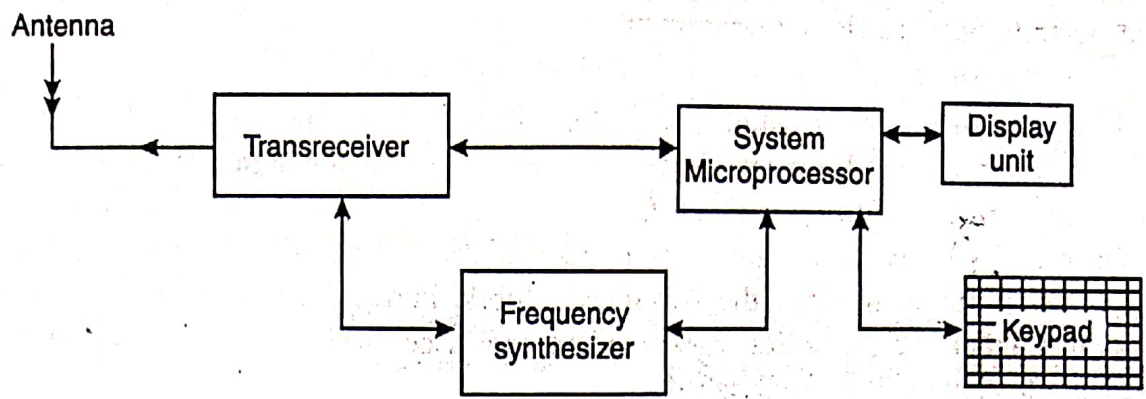 Antenna
Transreceiver
System
Microprocessor
Display
unit
Frequency
synthesizer
Keypad